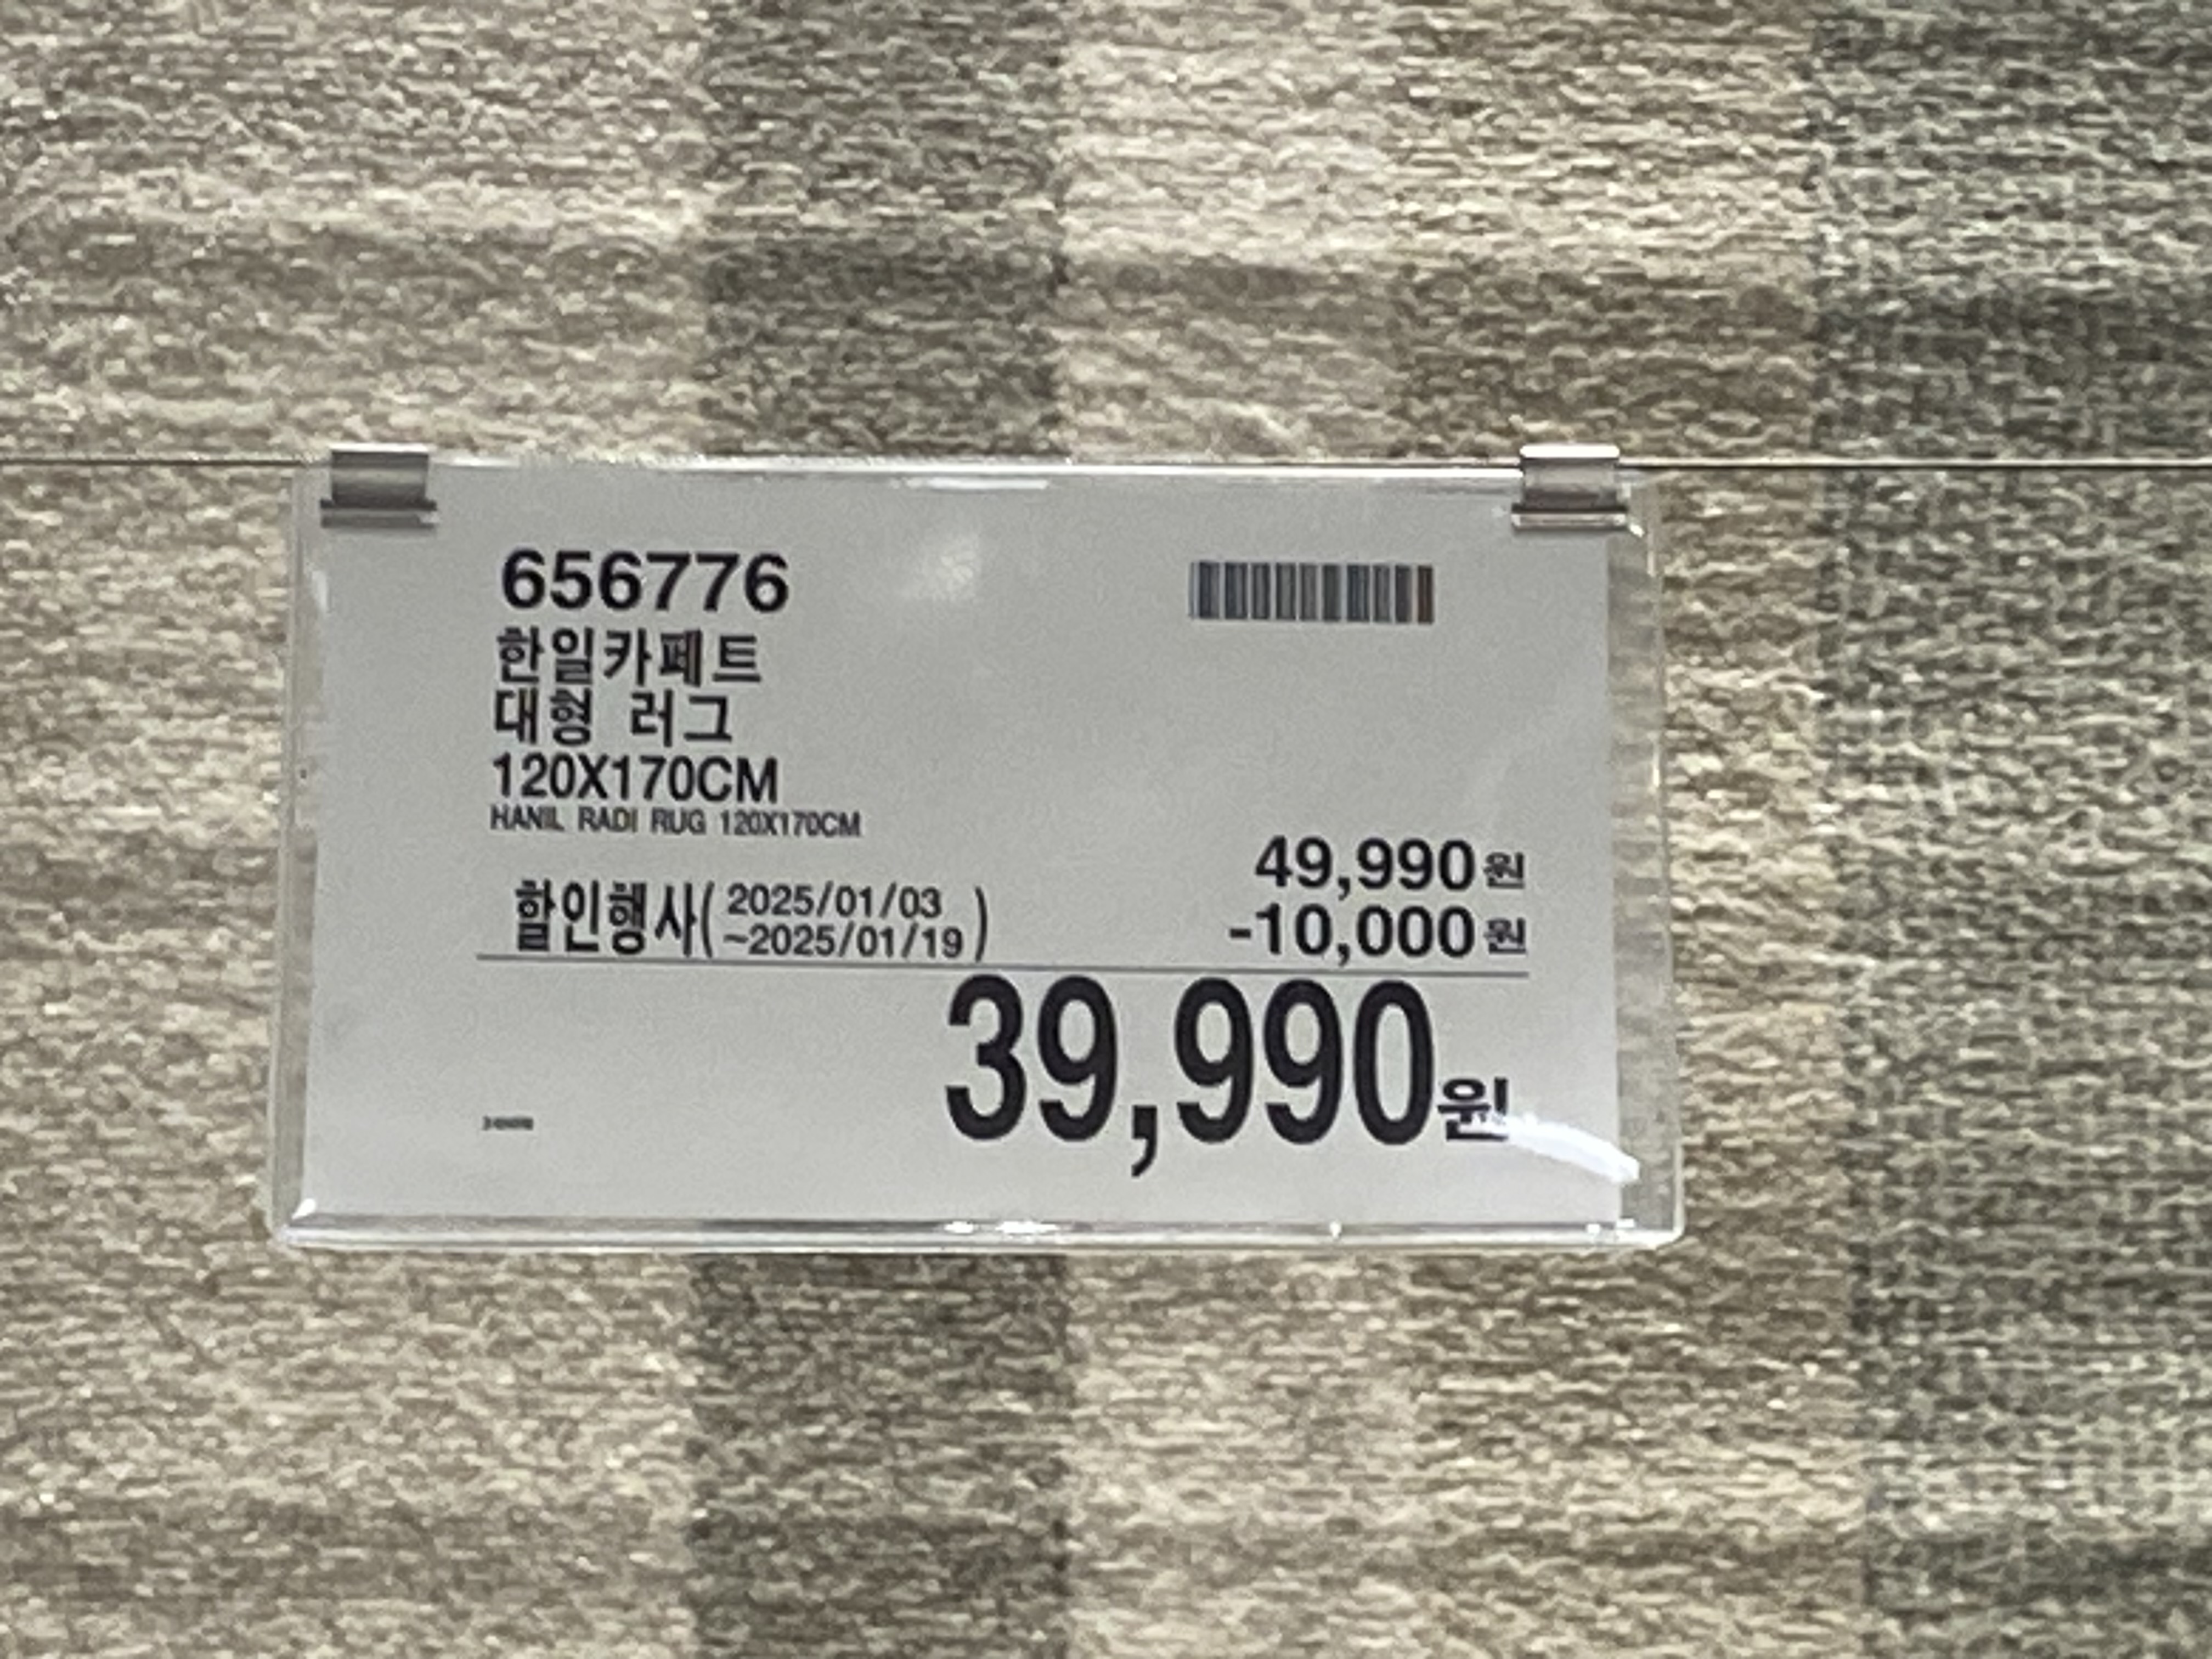 656776
한일카페트
대형 러그
120X170CM
HANIL RADI RUG 120X170CM
49,990원
할인행사( 2025/01/03
~2025/01/19 )
-10,000원
39,990원